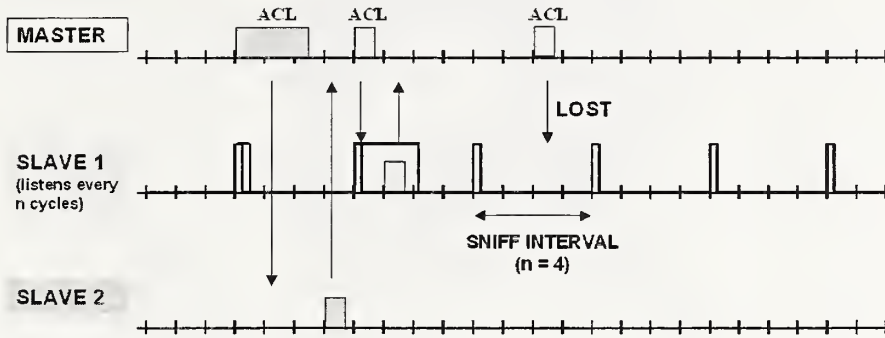 ACL ACL ACL
MASTER
LOST
SLAVE 1
(listens every
n cycles)
SNIFF INTERVAL
(n = 4)
SLAVE 2